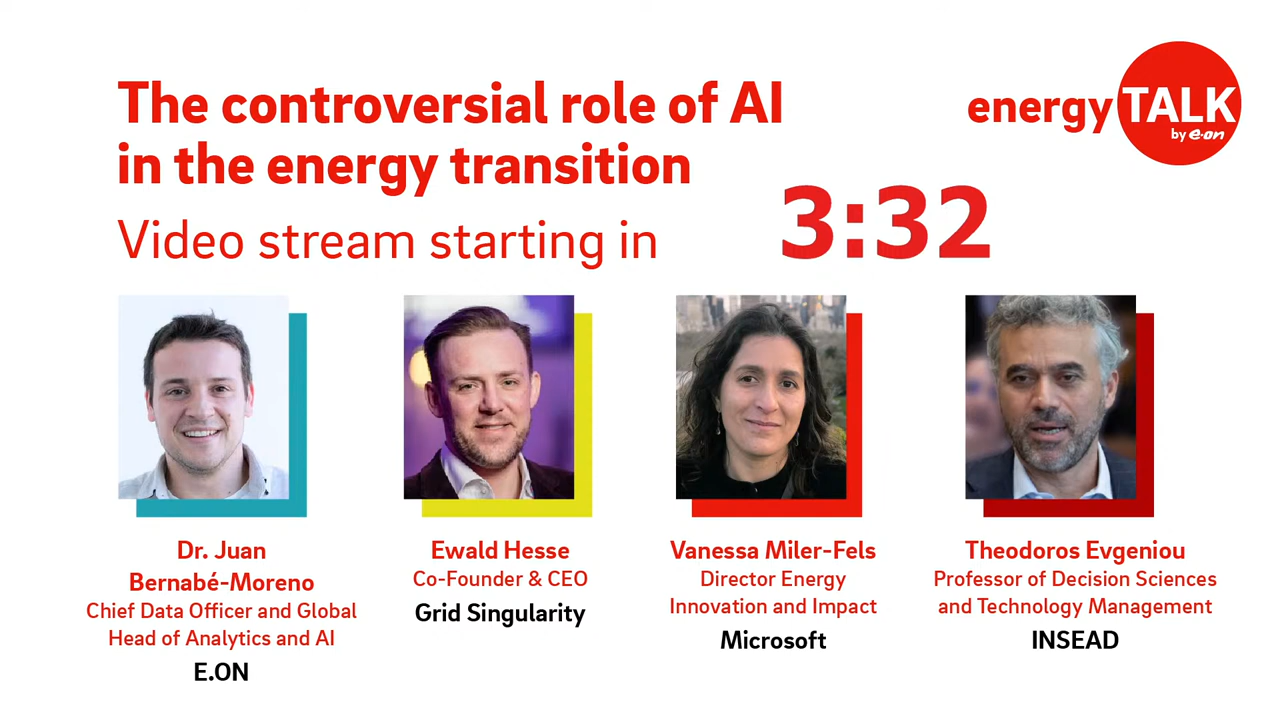 The controversial role of AI
in the energy transition
Video stream starting in
3:32
energy TALK
by e·on
Dr. Juan
Bernabé-Moreno
Chief Data Officer and Global
Head of Analytics and AI
E.ON
Ewald Hesse
Co-Founder & CEO
Grid Singularity
Vanessa Miler-Fels
Director Energy
Innovation and Impact
Microsoft
Theodoros Evgeniou
Professor of Decision Sciences
and Technology Management
INSEAD